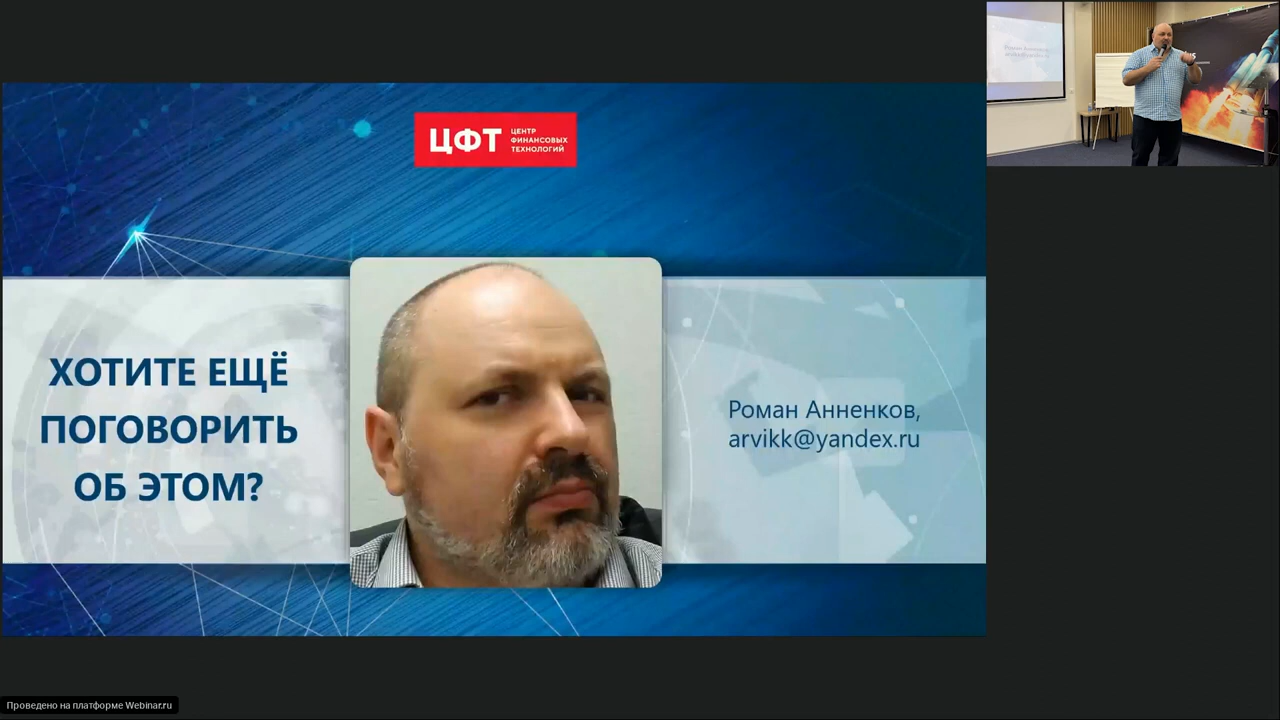 ЦФТ
ЦЕНТР
ФИНАНСОВЫХ
ТЕХНОЛОГИЙ
ХОТИТЕ ЕЩЁ
ПОГОВОРИТЬ
ОБ ЭТОМ?
Роман Анненков,
arvikk@yandex.ru
Проведено на платформе Webinar.ru